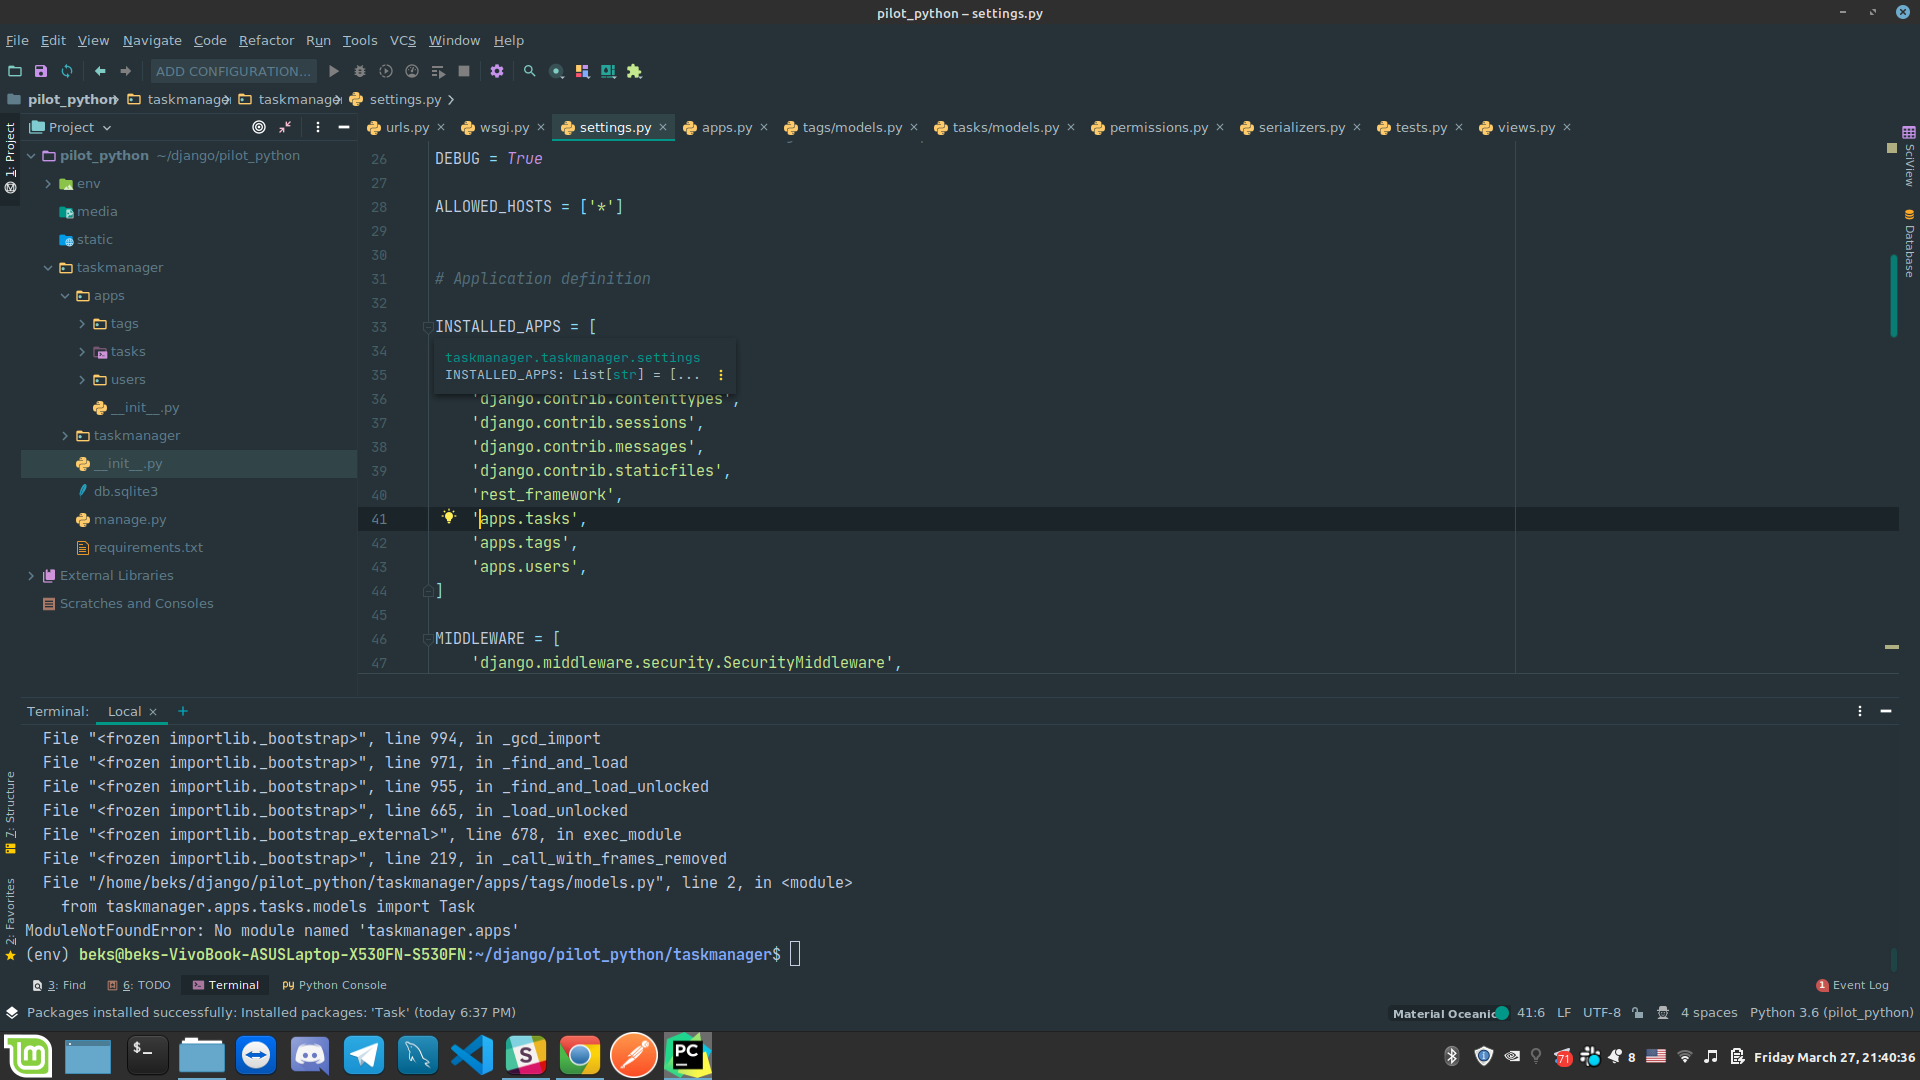 pilot_python – settings.py
File Edit View Navigate Code Refactor Run Tools VCS Window Help
ADD CONFIGURATION...
pilot_python taskmanage taskmanage settings.py
1: Project
Project
urls.py wsgi.py settings.py apps.py tags/models.py tasks/models.py permissions.py serializers.py tests.py views.py
pilot_python ~/django/pilot_python
env
media
static
taskmanager
apps
tags
tasks
users
__init__.py
taskmanager
__init__.py
db.sqlite3
manage.py
requirements.txt
External Libraries
Scratches and Consoles
26 DEBUG = True
27
28 ALLOWED_HOSTS = ['*']
29
30
31 # Application definition
32
33 INSTALLED_APPS = [
34
taskmanager.taskmanager.settings
35
INSTALLED_APPS: List[str] = [...
36 'django.contrib.contenttypes',
37 'django.contrib.sessions',
38 'django.contrib.messages',
39 'django.contrib.staticfiles',
40 'rest_framework',
41 'apps.tasks',
42 'apps.tags',
43 'apps.users',
44 ]
45
46 MIDDLEWARE = [
47 'django.middleware.security.SecurityMiddleware',
SciView
Database
Terminal: Local +
File "<frozen importlib._bootstrap>", line 994, in _gcd_import
File "<frozen importlib._bootstrap>", line 971, in _find_and_load
File "<frozen importlib._bootstrap>", line 955, in _find_and_load_unlocked
File "<frozen importlib._bootstrap>", line 665, in _load_unlocked
File "<frozen importlib._bootstrap_external>", line 678, in exec_module
File "<frozen importlib._bootstrap>", line 219, in _call_with_frames_removed
File "/home/beks/django/pilot_python/taskmanager/apps/tags/models.py", line 2, in <module>
from taskmanager.apps.tasks.models import Task
ModuleNotFoundError: No module named 'taskmanager.apps'
(env) beks@beks-VivoBook-ASUSLaptop-X530FN-S530FN:~/django/pilot_python/taskmanager$
7: Structure
2: Favorites
3: Find 6: TODO Terminal Python Console
1 Event Log
Packages installed successfully: Installed packages: 'Task' (today 6:37 PM)
Material Oceanic 41:6 LF UTF-8 4 spaces Python 3.6 (pilot_python)
$_
S
PC
71
8
Friday March 27, 21:40:36